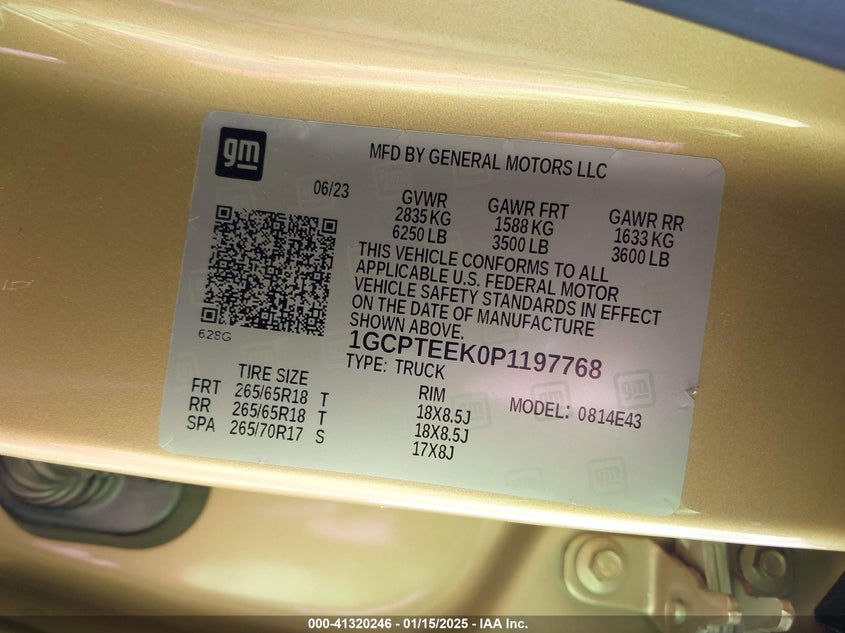 gm
MFD BY GENERAL MOTORS LLC
06/23
GVWR
2835 KG
6250 LB
GAWR FRT
1588 KG
3500 LB
GAWR RR
1633 KG
3600 LB
THIS VEHICLE CONFORMS TO ALL
APPLICABLE U.S. FEDERAL MOTOR
VEHICLE SAFETY STANDARDS IN EFFECT
ON THE DATE OF MANUFACTURE
SHOWN ABOVE.
628G
1GCPTEEK0P1197768
TYPE: TRUCK
TIRE SIZE
RIM
MODEL: 0814E43
FRT 265/65R18 T 18X8.5J
RR 265/65R18 T 18X8.5J
SPA 265/70R17 S 17X8J
000-41320246 - 01/15/2025 - IAA Inc.